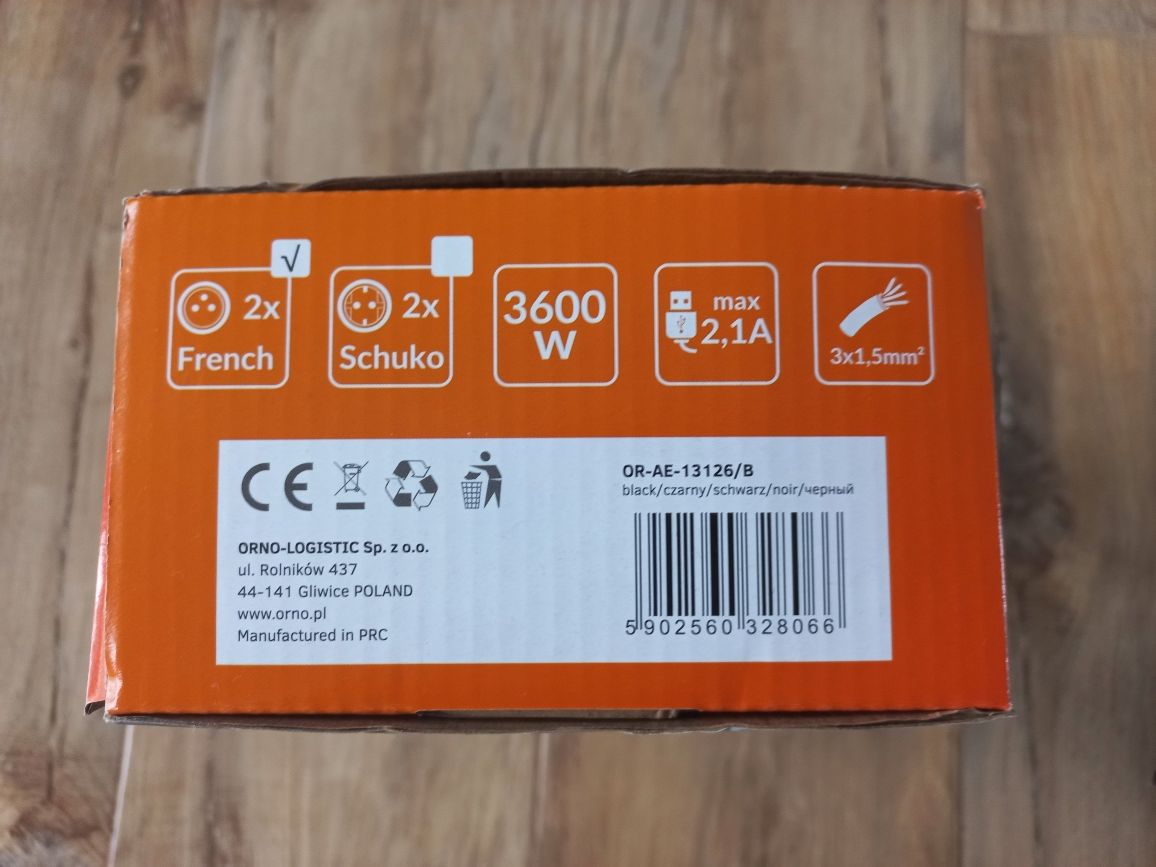 √
2x
French
2x
Schuko
3600
W
max
2,1A
3x1,5mm²
CE
ORNO-LOGISTIC Sp. z o.o.
ul. Rolników 437
44-141 Gliwice POLAND
www.orno.pl
Manufactured in PRC
OR-AE-13126/B
black/czarny/schwarz/noir/черный
5 902560 328066